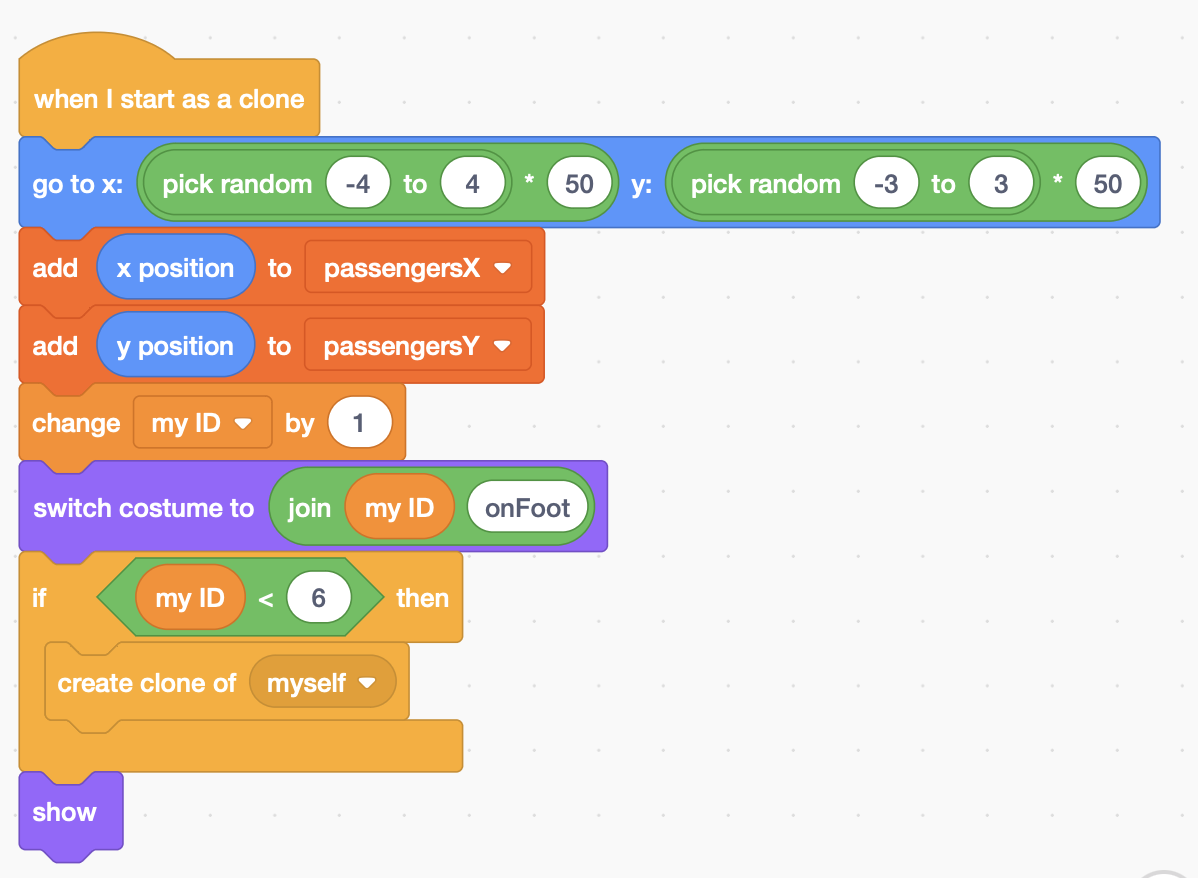 when I start as a clone
go to x: pick random -4 to 4 * 50 y: pick random -3 to 3 * 50
add x position to passengersX
add y position to passengersY
change my ID by 1
switch costume to join my ID onFoot
if my ID < 6 then
create clone of myself
show